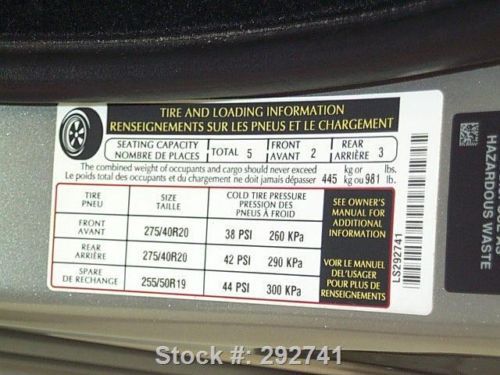 TIRE AND LOADING INFORMATION
RENSEIGNEMENTS SUR LES PNEUS ET LE CHARGEMENT
SEATING CAPACITY
NOMBRE DE PLACES
TOTAL 5
FRONT
AVANT 2
REAR
ARRIÈRE 3
The combined weight of occupants and cargo should never exceed
Le poids total des occupants et du chargement ne doit jamais dépasser
445 kg or
kg ou 981 lbs.
lb.
TIRE
PNEU
SIZE
TAILLE
COLD TIRE PRESSURE
PRESSION DES
PNEUS À FROID
FRONT
AVANT
275/40R20
38 PSI 260 KPa
REAR
ARRIÈRE
275/40R20
42 PSI 290 KPa
SPARE
DE RECHANGE
255/50R19
44 PSI 300 KPa
SEE OWNER'S
MANUAL FOR
ADDITIONAL
INFORMATION
VOIR LE MANUEL
DEL'USAGER
POUR PLUS DE
RENSEIGNEMENTS
LS292741
HAZARDOUS WASTE
Stock #: 292741